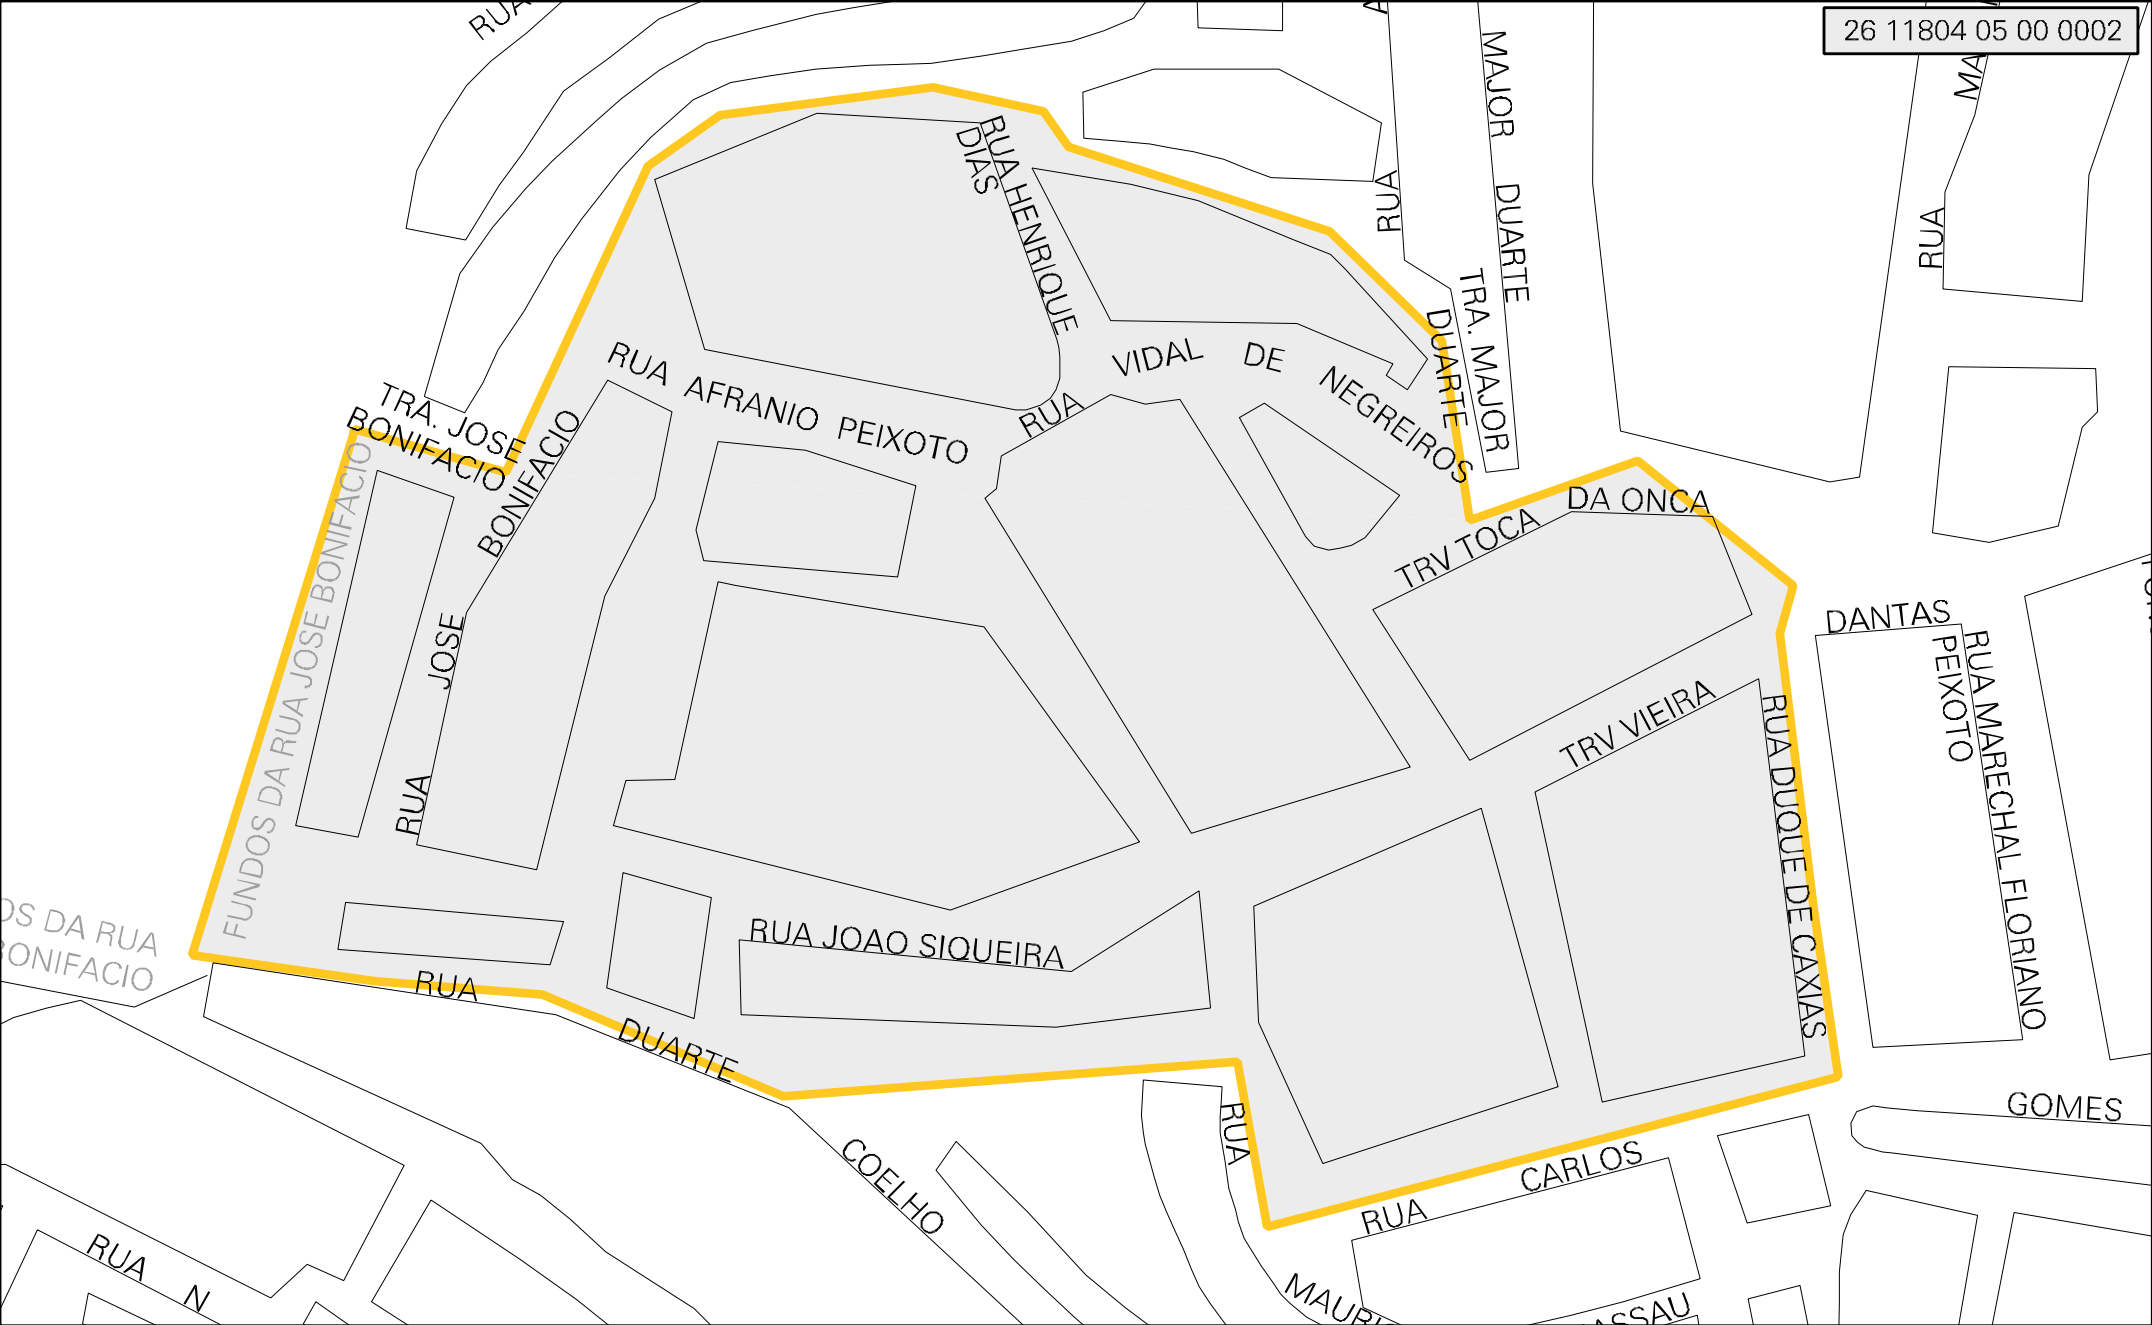 26 11804 05 00 0002
RUA
MAJOR DUARTE
RUA
RUA
RUA HENRIQUE
DIAS
TRA. MAJOR
DUARTE
RUA AFRANIO PEIXOTO
RUA VIDAL DE NEGREIROS
TRA. JOSE
BONIFACIO
RUA JOSE BONIFACIO
FUNDOS DA RUA JOSE BONIFACIO
TRV TOCA DA ONCA
DANTAS
RUA MARECHAL FLORIANO
PEIXOTO
TRV VIEIRA
RUA DUQUE DE CAXIAS
DA RUA
BONIFACIO
RUA JOAO SIQUEIRA
RUA DUARTE COELHO
RUA
GOMES
RUA CARLOS
RUA N